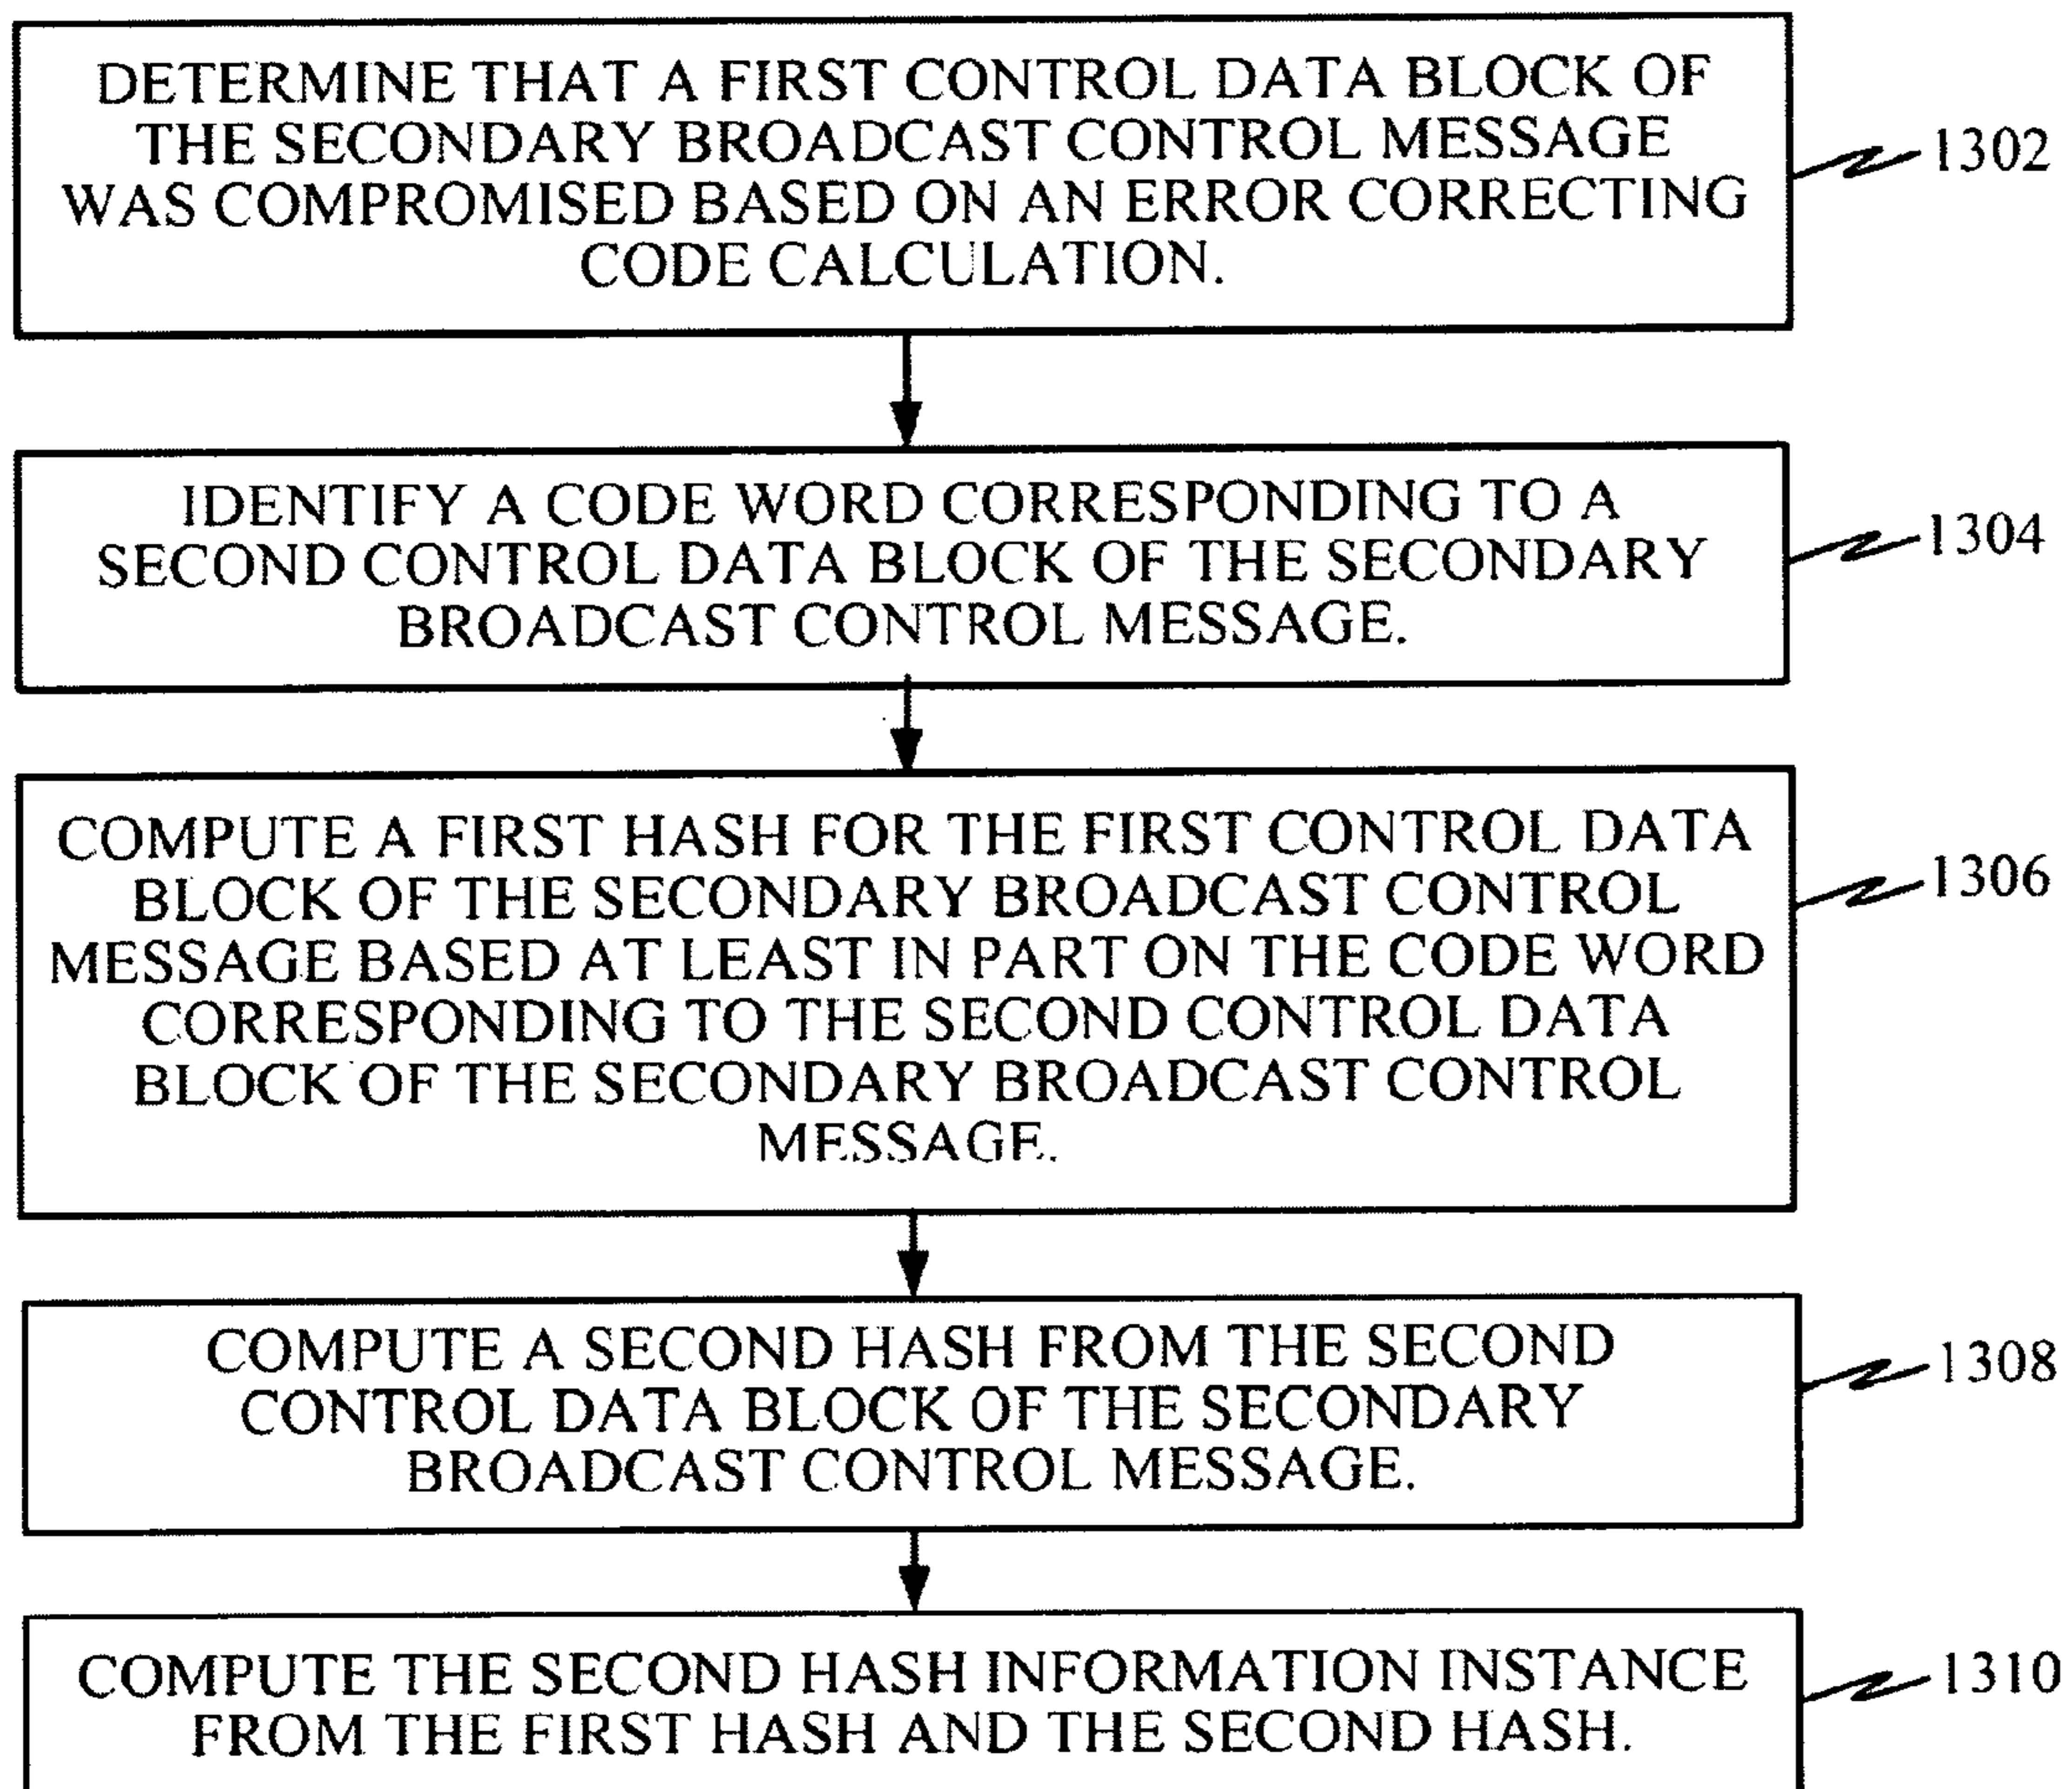 DETERMINE THAT A FIRST CONTROL DATA BLOCK OF
THE SECONDARY BROADCAST CONTROL MESSAGE
WAS COMPROMISED BASED ON AN ERROR CORRECTING
CODE CALCULATION.
1302
IDENTIFY A CODE WORD CORRESPONDING TO A
SECOND CONTROL DATA BLOCK OF THE SECONDARY
BROADCAST CONTROL MESSAGE.
1304
COMPUTE A FIRST HASH FOR THE FIRST CONTROL DATA
BLOCK OF THE SECONDARY BROADCAST CONTROL
MESSAGE BASED AT LEAST IN PART ON THE CODE WORD
CORRESPONDING TO THE SECOND CONTROL DATA
BLOCK OF THE SECONDARY BROADCAST CONTROL
MESSAGE.
1306
COMPUTE A SECOND HASH FROM THE SECOND
CONTROL DATA BLOCK OF THE SECONDARY
BROADCAST CONTROL MESSAGE.
1308
COMPUTE THE SECOND HASH INFORMATION INSTANCE
FROM THE FIRST HASH AND THE SECOND HASH.
1310